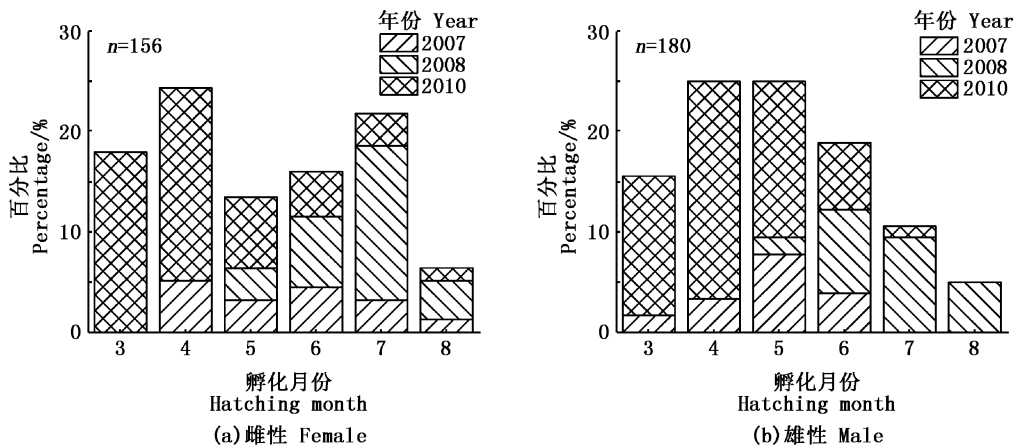 30
20
10
0
百分比
Percentage/%
n=156
年份 Year
2007
2008
2010
3 4 5 6 7 8
孵化月份
Hatching month
(a)雌性 Female
30
20
10
0
百分比
Percentage/%
n=180
年份 Year
2007
2008
2010
3 4 5 6 7 8
孵化月份
Hatching month
(b)雄性 Male